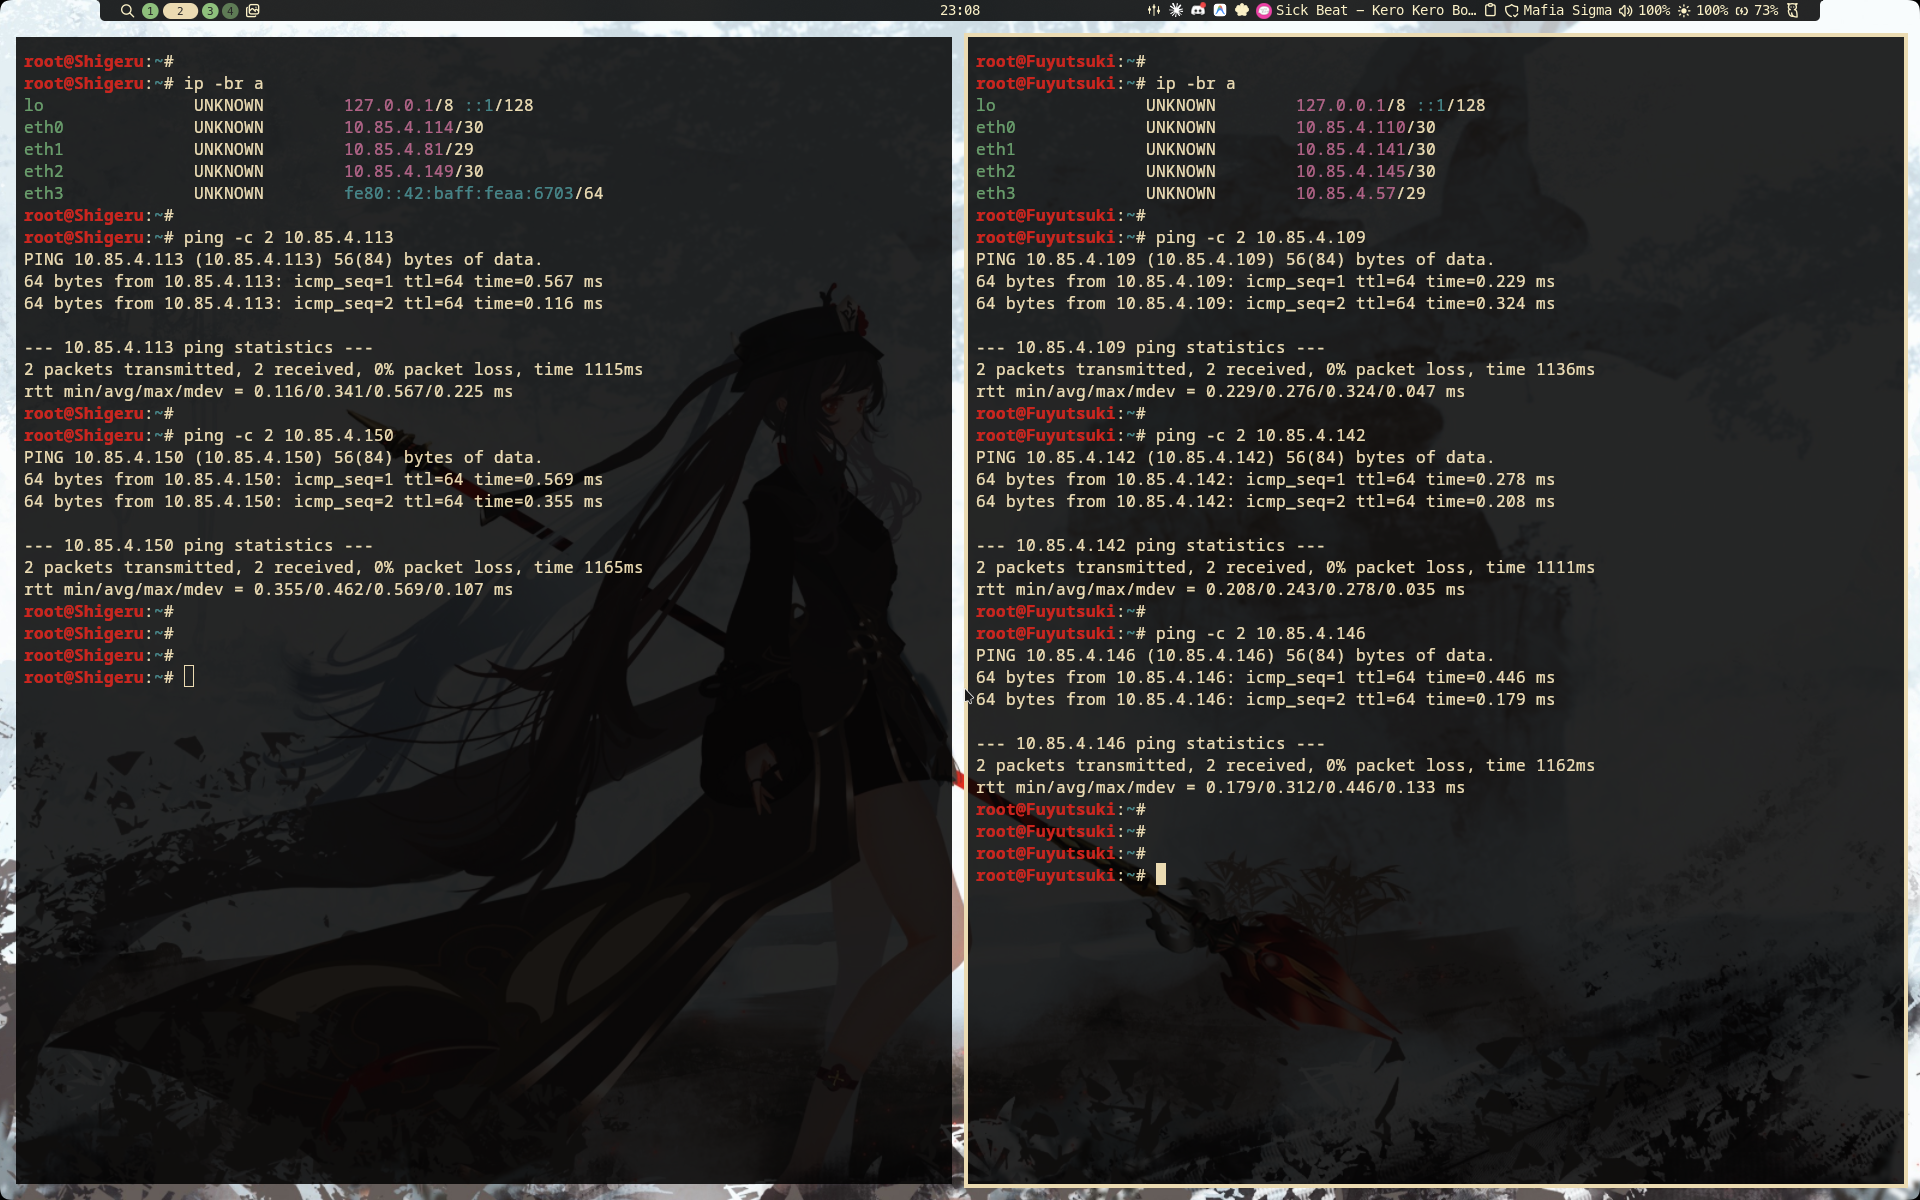 1 2 3 4
23:08
Sick Beat – Kero Kero Bo… Mafia Sigma 100% 100% 73%
root@Shigeru:~#
root@Shigeru:~# ip -br a
lo UNKNOWN 127.0.0.1/8 ::1/128
eth0 UNKNOWN 10.85.4.114/30
eth1 UNKNOWN 10.85.4.81/29
eth2 UNKNOWN 10.85.4.149/30
eth3 UNKNOWN fe80::42:baff:feaa:6703/64
root@Shigeru:~#
root@Shigeru:~# ping -c 2 10.85.4.113
PING 10.85.4.113 (10.85.4.113) 56(84) bytes of data.
64 bytes from 10.85.4.113: icmp_seq=1 ttl=64 time=0.567 ms
64 bytes from 10.85.4.113: icmp_seq=2 ttl=64 time=0.116 ms
--- 10.85.4.113 ping statistics ---
2 packets transmitted, 2 received, 0% packet loss, time 1115ms
rtt min/avg/max/mdev = 0.116/0.341/0.567/0.225 ms
root@Shigeru:~#
root@Shigeru:~# ping -c 2 10.85.4.150
PING 10.85.4.150 (10.85.4.150) 56(84) bytes of data.
64 bytes from 10.85.4.150: icmp_seq=1 ttl=64 time=0.569 ms
64 bytes from 10.85.4.150: icmp_seq=2 ttl=64 time=0.355 ms
--- 10.85.4.150 ping statistics ---
2 packets transmitted, 2 received, 0% packet loss, time 1165ms
rtt min/avg/max/mdev = 0.355/0.462/0.569/0.107 ms
root@Shigeru:~#
root@Shigeru:~#
root@Shigeru:~#
root@Shigeru:~#
root@Fuyutsuki:~#
root@Fuyutsuki:~# ip -br a
lo UNKNOWN 127.0.0.1/8 ::1/128
eth0 UNKNOWN 10.85.4.110/30
eth1 UNKNOWN 10.85.4.141/30
eth2 UNKNOWN 10.85.4.145/30
eth3 UNKNOWN 10.85.4.57/29
root@Fuyutsuki:~#
root@Fuyutsuki:~# ping -c 2 10.85.4.109
PING 10.85.4.109 (10.85.4.109) 56(84) bytes of data.
64 bytes from 10.85.4.109: icmp_seq=1 ttl=64 time=0.229 ms
64 bytes from 10.85.4.109: icmp_seq=2 ttl=64 time=0.324 ms
--- 10.85.4.109 ping statistics ---
2 packets transmitted, 2 received, 0% packet loss, time 1136ms
rtt min/avg/max/mdev = 0.229/0.276/0.324/0.047 ms
root@Fuyutsuki:~#
root@Fuyutsuki:~# ping -c 2 10.85.4.142
PING 10.85.4.142 (10.85.4.142) 56(84) bytes of data.
64 bytes from 10.85.4.142: icmp_seq=1 ttl=64 time=0.278 ms
64 bytes from 10.85.4.142: icmp_seq=2 ttl=64 time=0.208 ms
--- 10.85.4.142 ping statistics ---
2 packets transmitted, 2 received, 0% packet loss, time 1111ms
rtt min/avg/max/mdev = 0.208/0.243/0.278/0.035 ms
root@Fuyutsuki:~#
root@Fuyutsuki:~# ping -c 2 10.85.4.146
PING 10.85.4.146 (10.85.4.146) 56(84) bytes of data.
64 bytes from 10.85.4.146: icmp_seq=1 ttl=64 time=0.446 ms
64 bytes from 10.85.4.146: icmp_seq=2 ttl=64 time=0.179 ms
--- 10.85.4.146 ping statistics ---
2 packets transmitted, 2 received, 0% packet loss, time 1162ms
rtt min/avg/max/mdev = 0.179/0.312/0.446/0.133 ms
root@Fuyutsuki:~#
root@Fuyutsuki:~#
root@Fuyutsuki:~#
root@Fuyutsuki:~#